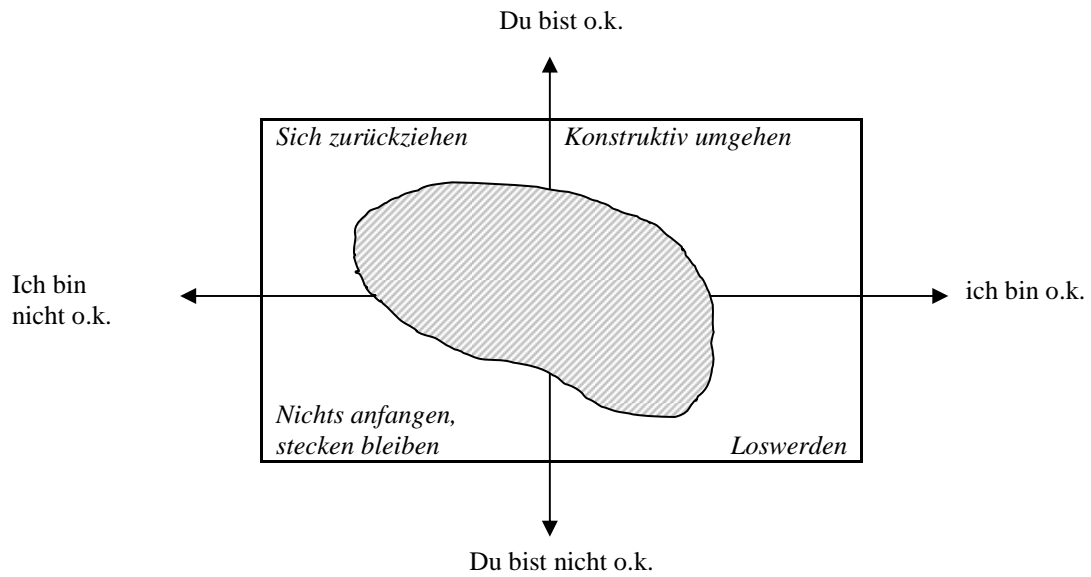 Du bist o.k.
Sich zurückziehen
Konstruktiv umgehen
Ich bin
nicht o.k.
ich bin o.k.
Nichts anfangen,
stecken bleiben
Loswerden
Du bist nicht o.k.